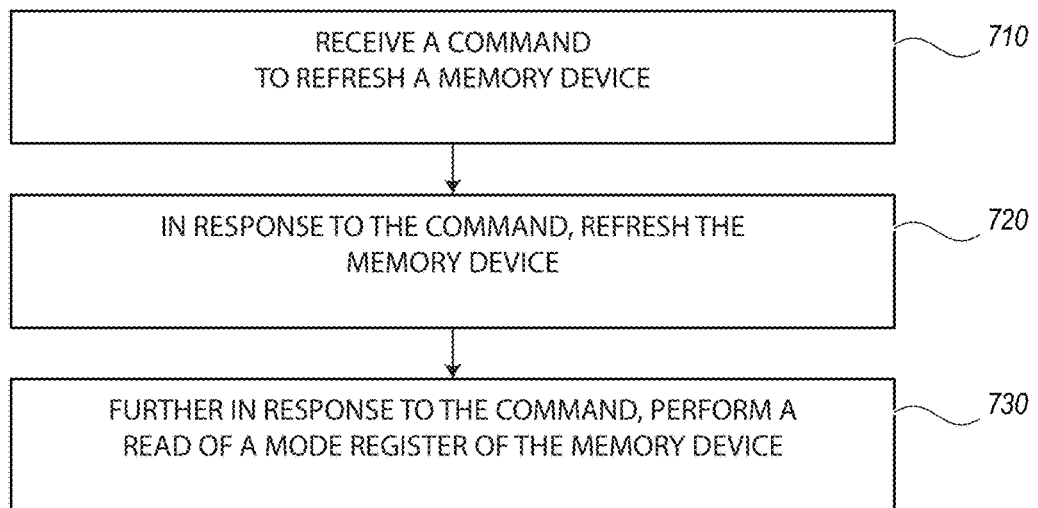 RECEIVE A COMMAND
TO REFRESH A MEMORY DEVICE
710
IN RESPONSE TO THE COMMAND, REFRESH THE
MEMORY DEVICE
720
FURTHER IN RESPONSE TO THE COMMAND, PERFORM A
READ OF A MODE REGISTER OF THE MEMORY DEVICE
730